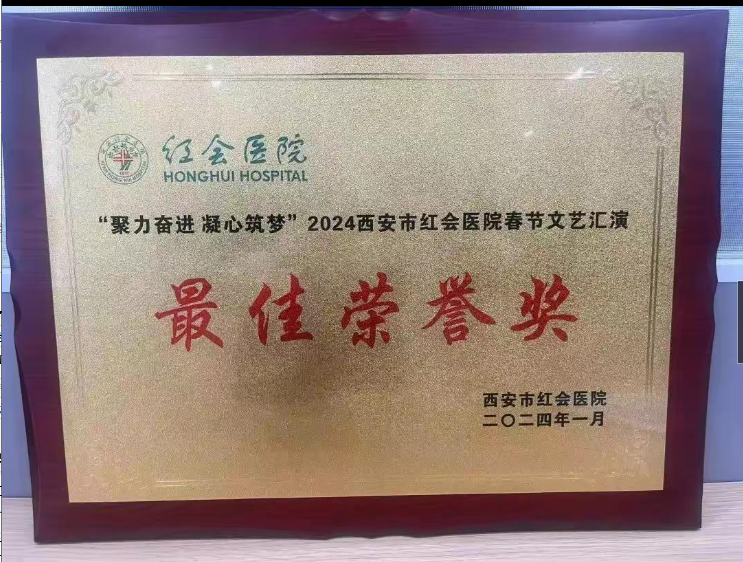 红会医院
HONGHUI HOSPITAL
“聚力奋进 凝心筑梦”2024西安市红会医院春节文艺汇演
最佳荣誉奖
西安市红会医院
二〇二四年一月